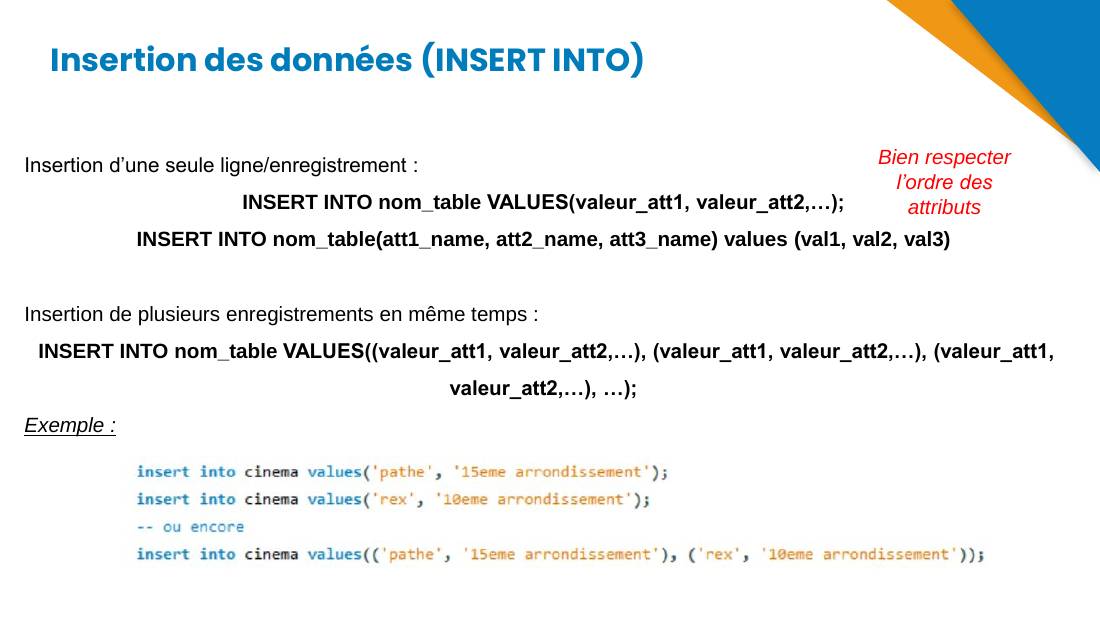 Insertion des données (INSERT INTO)
Insertion d’une seule ligne/enregistrement :
Bien respecter
l’ordre des
attributs
INSERT INTO nom_table VALUES(valeur_att1, valeur_att2,…);
INSERT INTO nom_table(att1_name, att2_name, att3_name) values (val1, val2, val3)
Insertion de plusieurs enregistrements en même temps :
INSERT INTO nom_table VALUES((valeur_att1, valeur_att2,…), (valeur_att1, valeur_att2,…), (valeur_att1,
valeur_att2,…), …);
Exemple :
insert into cinema values('pathe', '15eme arrondissement');
insert into cinema values('rex', '10eme arrondissement');
-- ou encore
insert into cinema values(('pathe', '15eme arrondissement'), ('rex', '10eme arrondissement'));